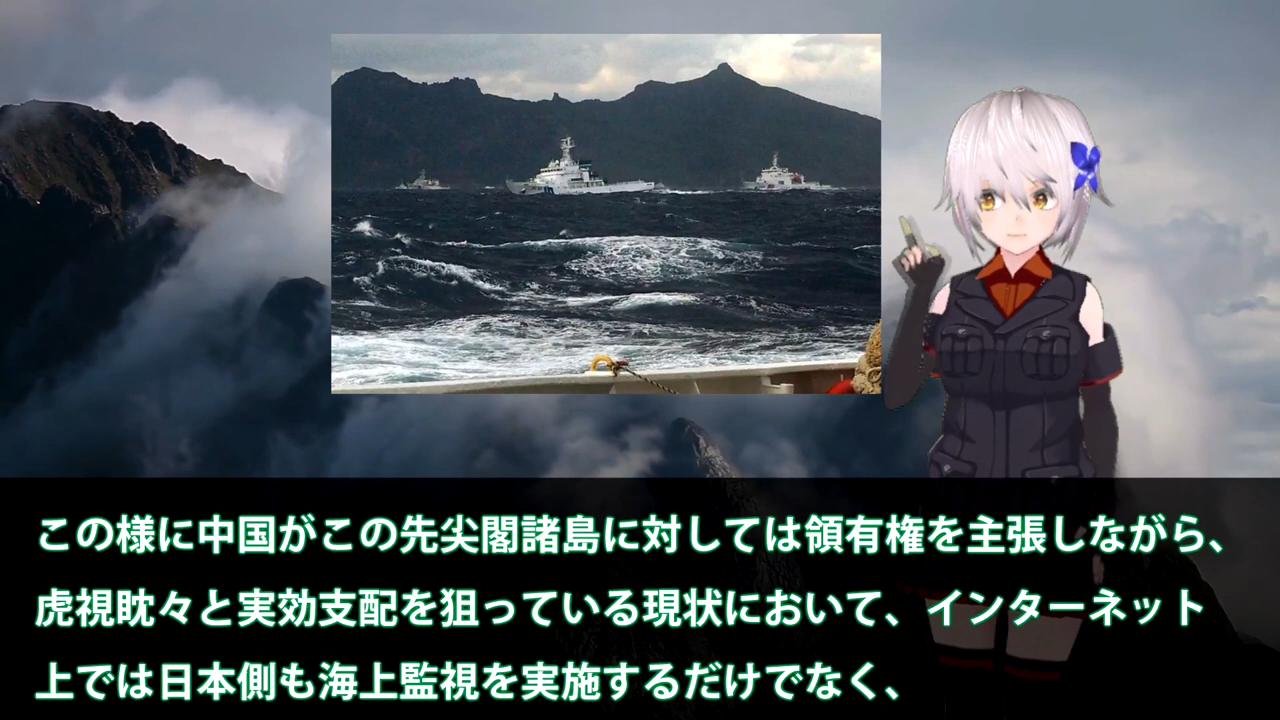 この様に中国がこの先尖閣諸島に対しては領有権を主張しながら、
虎視眈々と実効支配を狙っている現状において、インターネット
上では日本側も海上監視を実施するだけでなく、